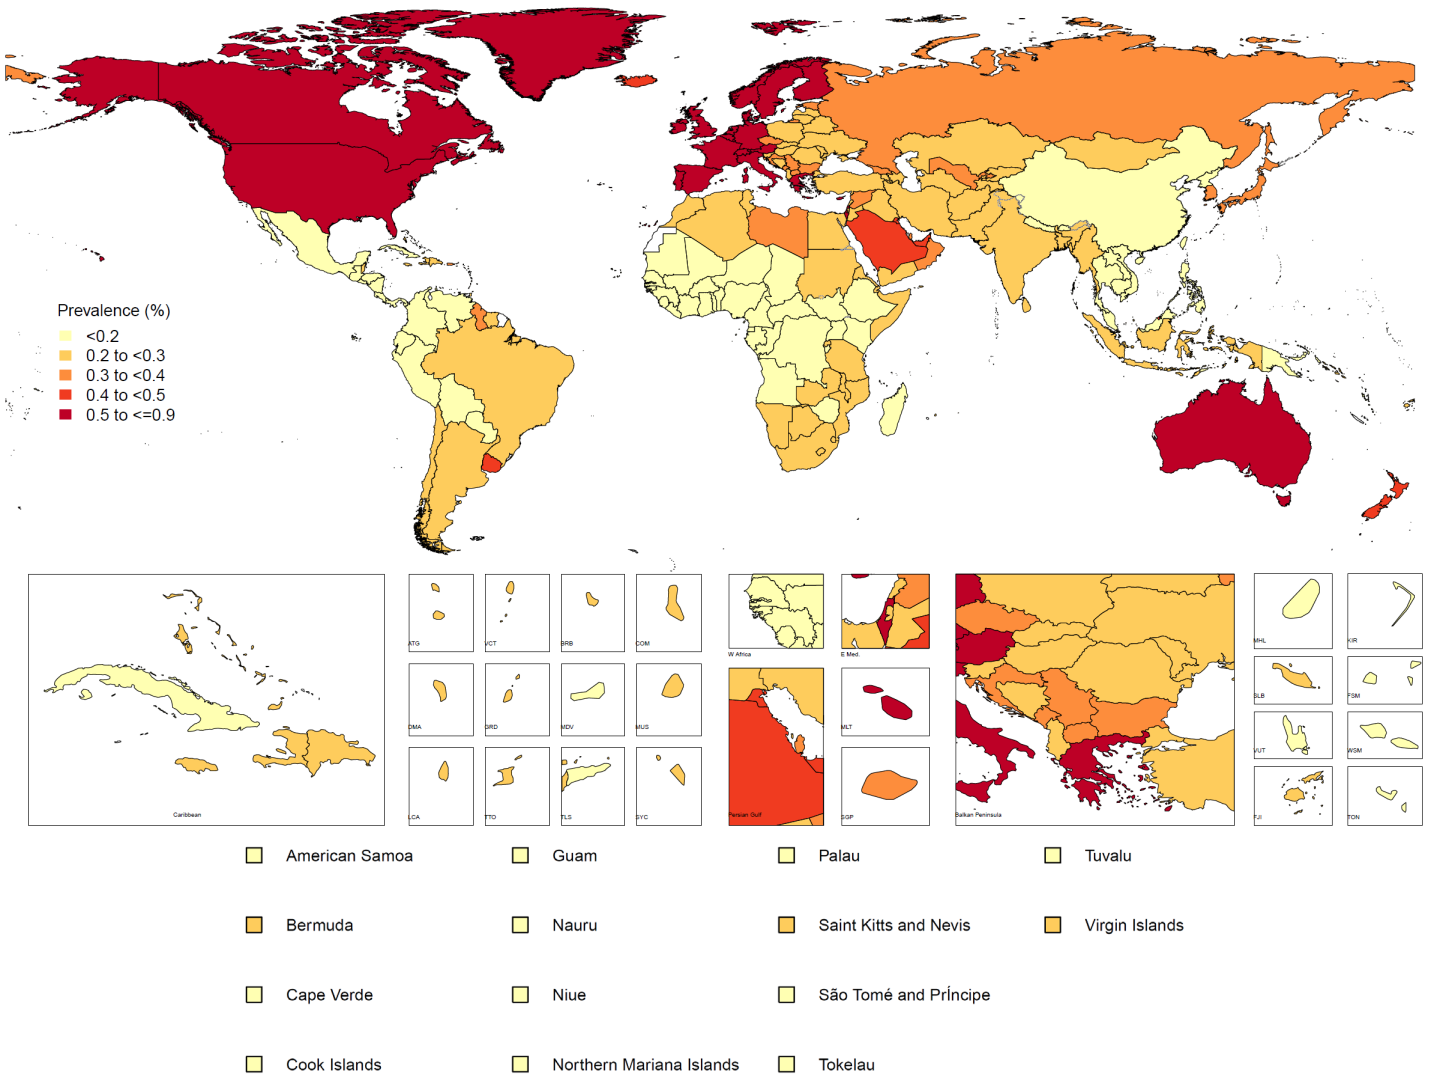 Prevalence (%)
<0.2
0.2 to <0.3
0.3 to <0.4
0.4 to <0.5
0.5 to <=0.9
ATG
VCT
BRB
COM
DMA
GRD
MDV
MUS
LCA
TTO
TLS
SYC
Caribbean
W Africa
E Med.
Persian Gulf
MLT
SGP
Balkan Peninsula
MHL
KIR
SLB
FSM
VUT
WSM
FJI
TON
American Samoa
Guam
Palau
Tuvalu
Bermuda
Nauru
Saint Kitts and Nevis
Virgin Islands
Cape Verde
Niue
São Tomé and PrÍncipe
Cook Islands
Northern Mariana Islands
Tokelau